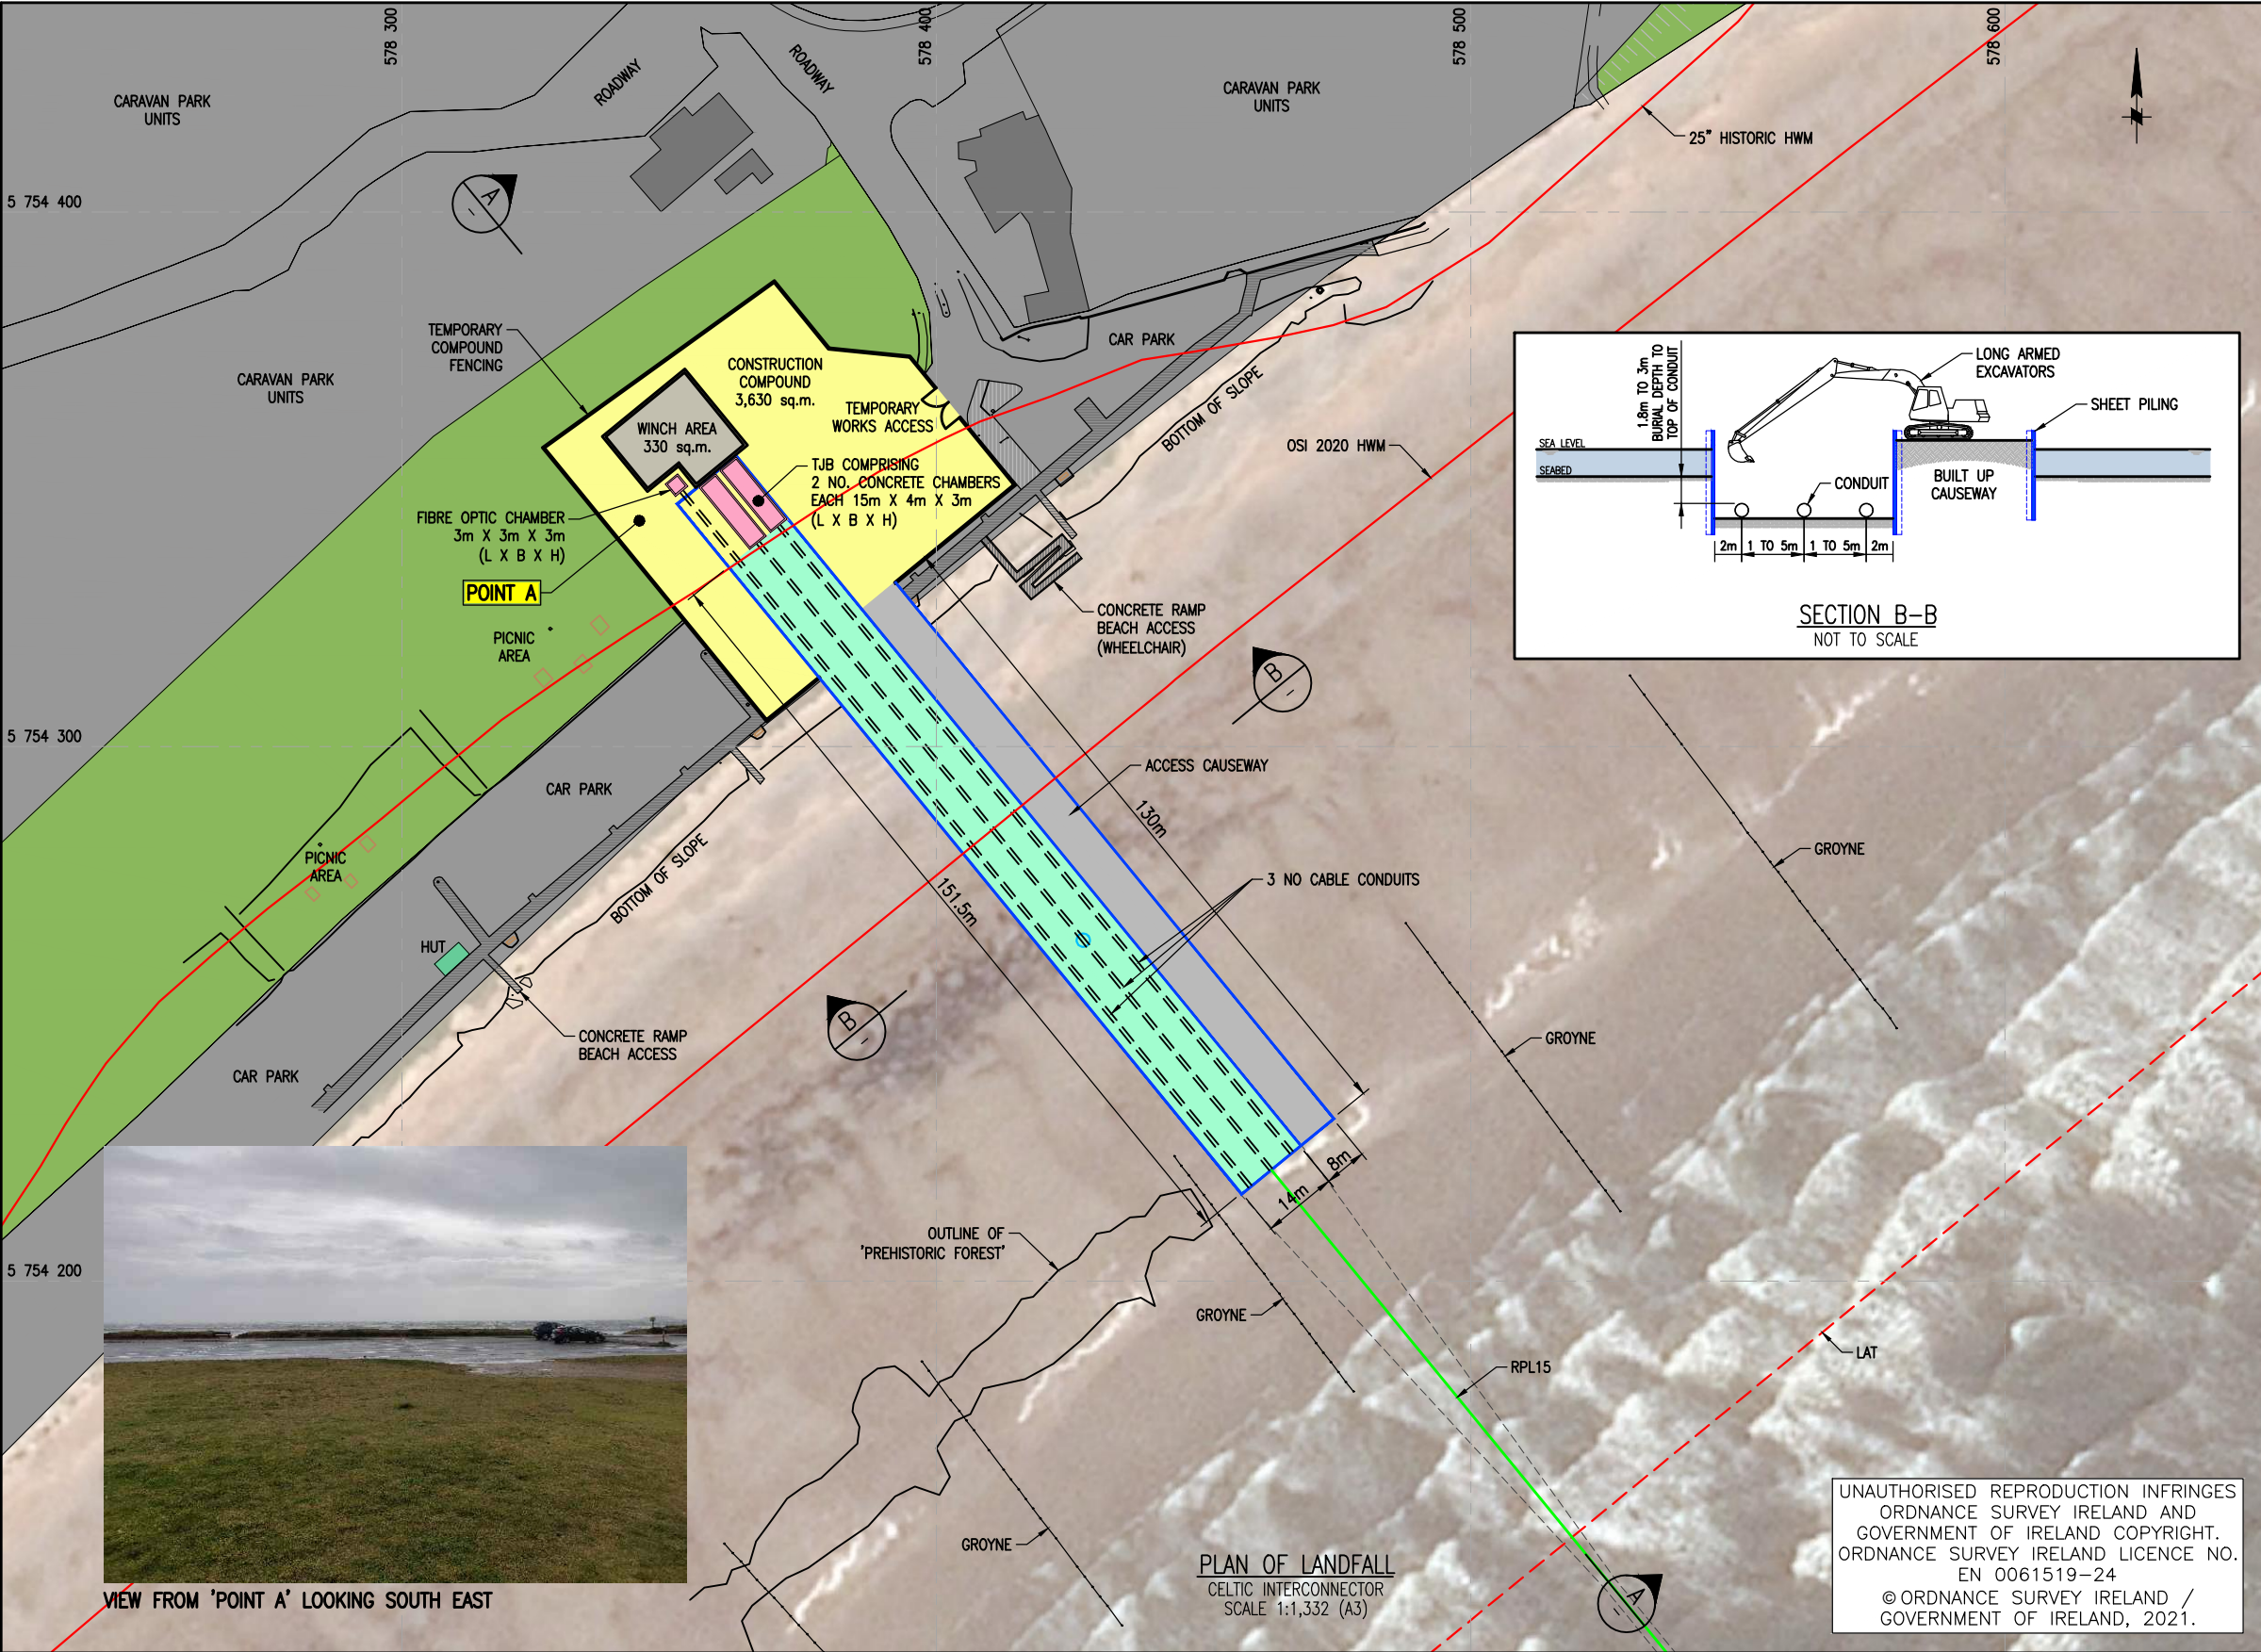 578 300
578 400
578 500
578 600
5 754 400
5 754 300
5 754 200
CARAVAN PARK
UNITS
ROADWAY
ROADWAY
CARAVAN PARK
UNITS
25" HISTORIC HWM
A
-
TEMPORARY
COMPOUND
FENCING
CARAVAN PARK
UNITS
CONSTRUCTION
COMPOUND
3,630 sq.m.
CAR PARK
WINCH AREA
330 sq.m.
TEMPORARY
WORKS ACCESS
BOTTOM OF SLOPE
OSI 2020 HWM
TJB COMPRISING
2 NO. CONCRETE CHAMBERS
EACH 15m X 4m X 3m
(L X B X H)
FIBRE OPTIC CHAMBER
3m X 3m X 3m
(L X B X H)
POINT A
PICNIC
AREA
CONCRETE RAMP
BEACH ACCESS
(WHEELCHAIR)
B
-
1.8m TO 3m
BURIAL DEPTH TO
TOP OF CONDUIT
LONG ARMED
EXCAVATORS
SHEET PILING
SEA LEVEL
SEABED
CONDUIT
BUILT UP
CAUSEWAY
2m
1 TO 5m
1 TO 5m
2m
SECTION B-B
NOT TO SCALE
ACCESS CAUSEWAY
130m
CAR PARK
PICNIC
AREA
BOTTOM OF SLOPE
151.5m
3 NO CABLE CONDUITS
GROYNE
HUT
B
-
CONCRETE RAMP
BEACH ACCESS
GROYNE
CAR PARK
8m
14m
OUTLINE OF
'PREHISTORIC FOREST'
GROYNE
RPL15
LAT
GROYNE
A
-
VIEW FROM 'POINT A' LOOKING SOUTH EAST
PLAN OF LANDFALL
CELTIC INTERCONNECTOR
SCALE 1:1,332 (A3)
UNAUTHORISED REPRODUCTION INFRINGES
ORDNANCE SURVEY IRELAND AND
GOVERNMENT OF IRELAND COPYRIGHT.
ORDNANCE SURVEY IRELAND LICENCE NO.
EN 0061519-24
©ORDNANCE SURVEY IRELAND /
GOVERNMENT OF IRELAND, 2021.